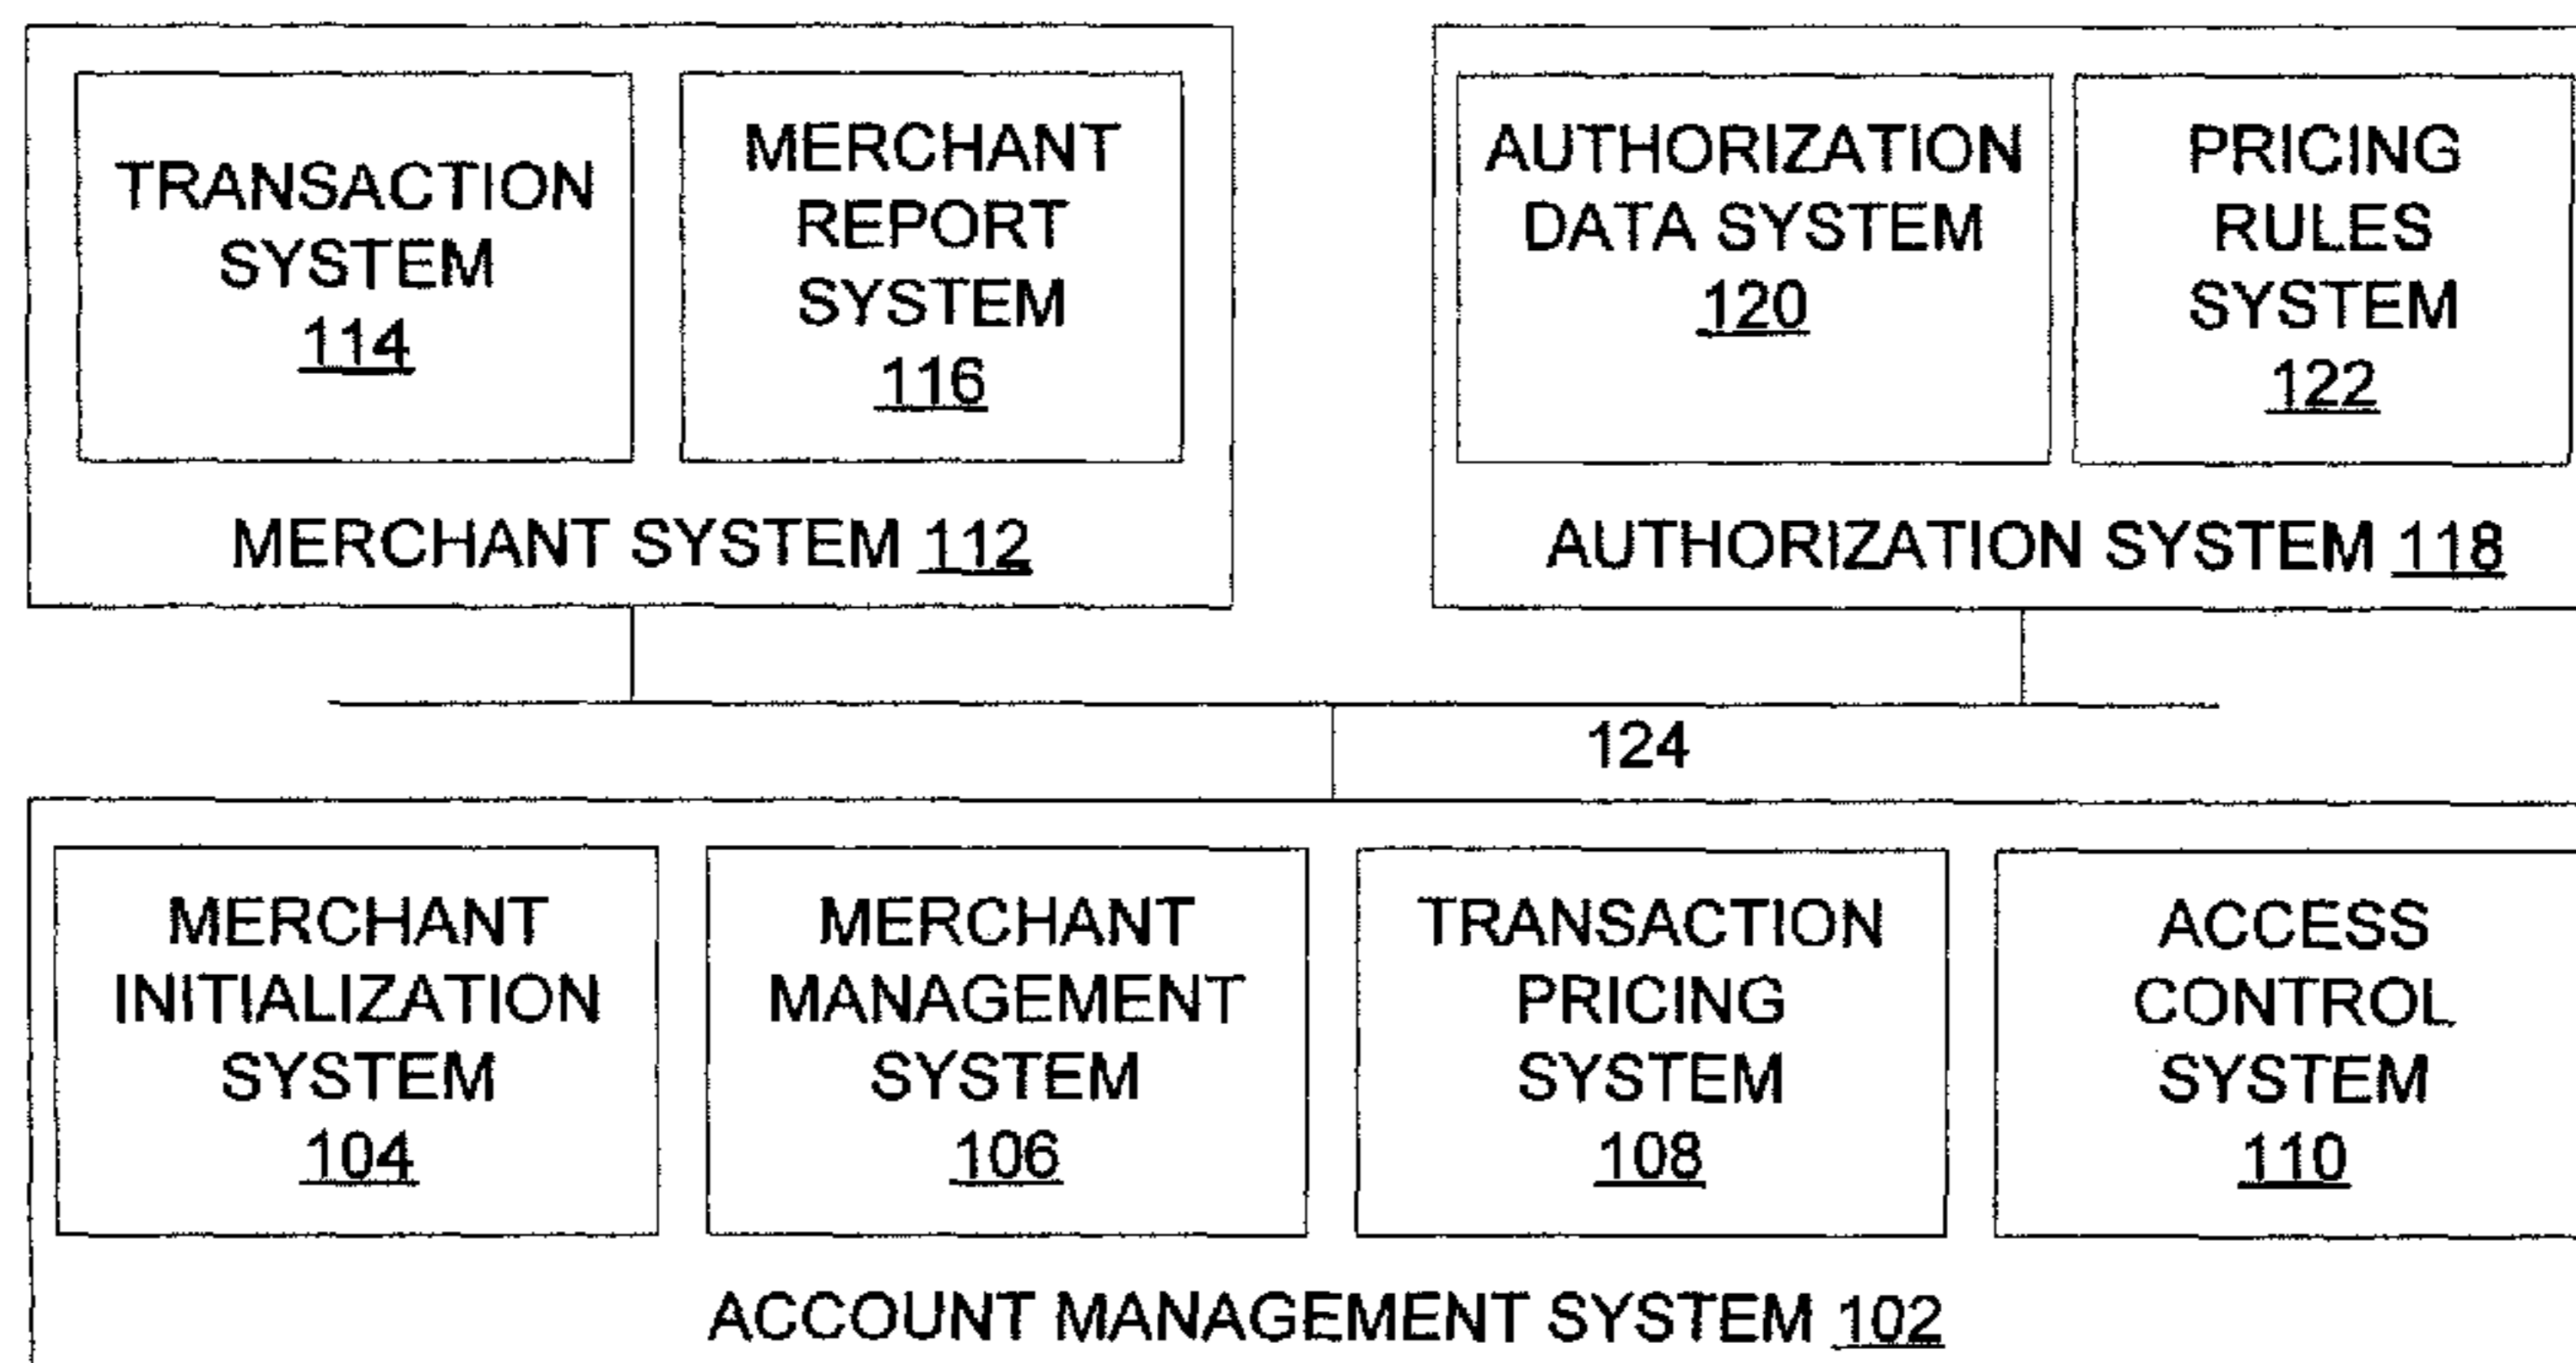 TRANSACTION
SYSTEM
114
MERCHANT
REPORT
SYSTEM
116
MERCHANT SYSTEM 112
AUTHORIZATION
DATA SYSTEM
120
PRICING
RULES
SYSTEM
122
AUTHORIZATION SYSTEM 118
124
MERCHANT
INITIALIZATION
SYSTEM
104
MERCHANT
MANAGEMENT
SYSTEM
106
TRANSACTION
PRICING
SYSTEM
108
ACCESS
CONTROL
SYSTEM
110
ACCOUNT MANAGEMENT SYSTEM 102